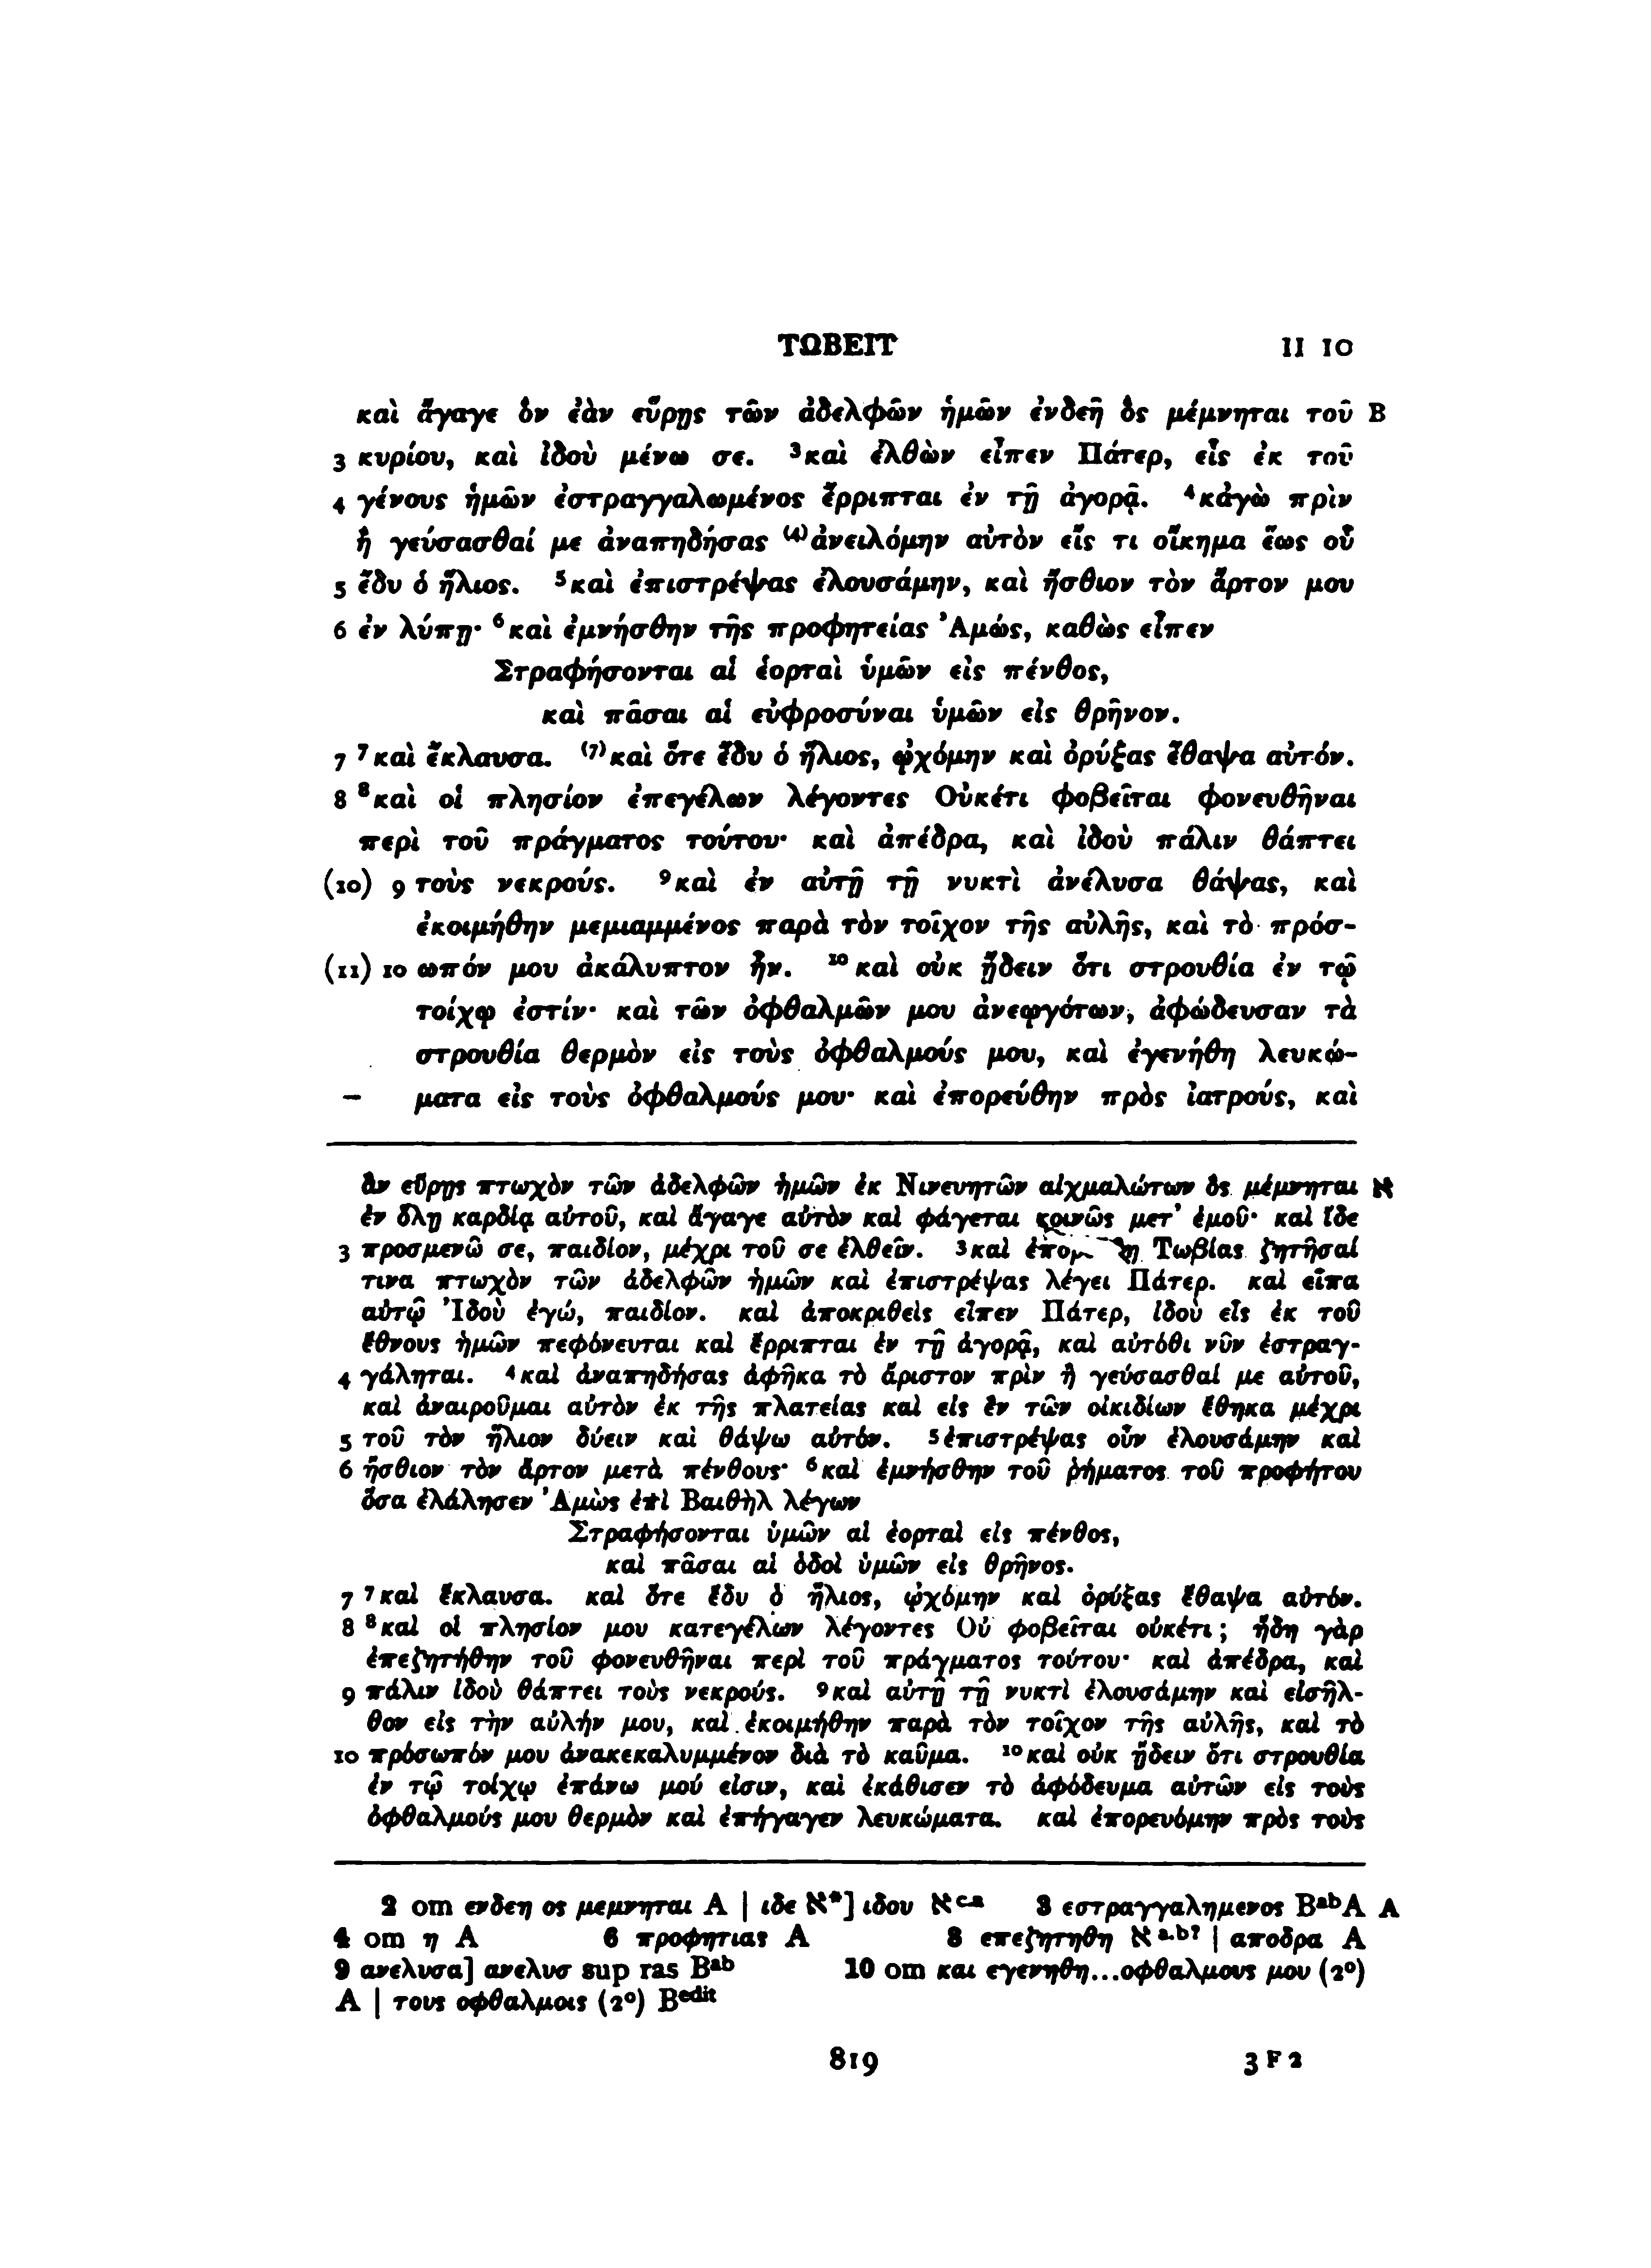 ΤΩΒΕΙΤ II 10
καὶ ἄγαγε ὃν ἐὰν εὕρῃς τῶν ἀδελφῶν ἡμῶν ἐνδεῆ ὃς μέμνηται τοῦ B
3 κυρίου, καὶ ἰδοὺ μένω σε. ³καὶ ἐλθὼν εἶπεν Πάτερ, εἷς ἐκ τοῦ
4 γένους ἡμῶν ἐστραγγαλωμένος ἔρριπται ἐν τῇ ἀγορᾷ. ⁴κἀγὼ πρὶν
ἢ γεύσασθαί με ἀναπηδήσας ⁽⁴⁾ἀνειλόμην αὐτὸν εἴς τι οἴκημα ἕως οὗ
5 ἔδυ ὁ ἥλιος. ⁵καὶ ἐπιστρέψας ἐλουσάμην, καὶ ἤσθιον τὸν ἄρτον μου
6 ἐν λύπῃ· ⁶καὶ ἐμνήσθην τῆς προφητείας Ἀμώς, καθὼς εἶπεν
Στραφήσονται αἱ ἑορταὶ ὑμῶν εἰς πένθος,
καὶ πᾶσαι αἱ εὐφροσύναι ὑμῶν εἰς θρῆνον.
7 ⁷καὶ ἔκλαυσα. ⁽⁷⁾καὶ ὅτε ἔδυ ὁ ἥλιος, ᾠχόμην καὶ ὀρύξας ἔθαψα αὐτόν.
8 ⁸καὶ οἱ πλησίον ἐπεγέλων λέγοντες Οὐκέτι φοβεῖται φονευθῆναι
περὶ τοῦ πράγματος τούτου· καὶ ἀπέδρα, καὶ ἰδοὺ πάλιν θάπτει
(10) 9 τοὺς νεκρούς. ⁹καὶ ἐν αὐτῇ τῇ νυκτὶ ἀνέλυσα θάψας, καὶ
ἐκοιμήθην μεμιαμμένος παρὰ τὸν τοῖχον τῆς αὐλῆς, καὶ τὸ πρόσ-
(11) 10 ωπόν μου ἀκάλυπτον ἦν. ¹⁰καὶ οὐκ ᾔδειν ὅτι στρουθία ἐν τῷ
τοίχῳ ἐστίν· καὶ τῶν ὀφθαλμῶν μου ἀνεῳγότων, ἀφώδευσαν τὰ
στρουθία θερμὸν εἰς τοὺς ὀφθαλμούς μου, καὶ ἐγενήθη λευκώ-
ματα εἰς τοὺς ὀφθαλμούς μου· καὶ ἐπορεύθην πρὸς ἰατρούς, καὶ
ἂν εὕρῃς πτωχὸν τῶν ἀδελφῶν ἡμῶν ἐκ Νινευητῶν αἰχμαλώτων ὃς μέμνηται א
ἐν ὅλῃ καρδίᾳ αὐτοῦ, καὶ ἄγαγε αὐτὸν καὶ φάγεται κοινῶς μετ’ ἐμοῦ· καὶ ἴδε
3 προσμενῶ σε, παιδίον, μέχρι τοῦ σε ἐλθεῖν. ³καὶ Τωβίας ζητῆσαί
τινα πτωχὸν τῶν ἀδελφῶν ἡμῶν καὶ ἐπιστρέψας λέγει Πάτερ. καὶ εἶπα
αὐτῷ Ἰδοὺ ἐγώ, παιδίον. καὶ ἀποκριθεὶς εἶπεν Πάτερ, ἰδοὺ εἷς ἐκ τοῦ
ἔθνους ἡμῶν πεφόνευται καὶ ἔρριπται ἐν τῇ ἀγορᾷ, καὶ αὐτόθι νῦν ἐστραγ-
4 γάληται. ⁴καὶ ἀναπηδήσας ἀφῆκα τὸ ἄριστον πρὶν ἢ γεύσασθαί με αὐτοῦ,
καὶ ἀναιροῦμαι αὐτὸν ἐκ τῆς πλατείας καὶ εἰς ἓν τῶν οἰκιδίων ἔθηκα μέχρι
5 τοῦ τὸν ἥλιον δύειν καὶ θάψω αὐτόν. ⁵ἐπιστρέψας οὖν ἐλουσάμην καὶ
6 ἤσθιον τὸν ἄρτον μετὰ πένθους· ⁶καὶ ἐμνήσθην τοῦ ῥήματος τοῦ προφήτου
ὅσα ἐλάλησεν Ἀμὼς ἐπὶ Βαιθὴλ λέγων
Στραφήσονται ὑμῶν αἱ ἑορταὶ εἰς πένθος,
καὶ πᾶσαι αἱ ὁδοὶ ὑμῶν εἰς θρῆνος.
7 ⁷καὶ ἔκλαυσα. καὶ ὅτε ἔδυ ὁ ἥλιος, ᾠχόμην καὶ ὀρύξας ἔθαψα αὐτόν.
8 ⁸καὶ οἱ πλησίον μου κατεγέλων λέγοντες Οὐ φοβεῖται οὐκέτι; ἤδη γὰρ
ἐπεζητήθην τοῦ φονευθῆναι περὶ τοῦ πράγματος τούτου· καὶ ἀπέδρα, καὶ
9 πάλιν ἰδοὺ θάπτει τοὺς νεκρούς. ⁹καὶ αὐτῇ τῇ νυκτὶ ἐλουσάμην καὶ εἰσῆλ-
θον εἰς τὴν αὐλήν μου, καὶ ἐκοιμήθην παρὰ τὸν τοῖχον τῆς αὐλῆς, καὶ τὸ
10 πρόσωπόν μου ἀνακεκαλυμμένον διὰ τὸ καῦμα. ¹⁰καὶ οὐκ ᾔδειν ὅτι στρουθία
ἐν τῷ τοίχῳ ἐπάνω μού εἰσιν, καὶ ἐκάθισεν τὸ ἀφόδευμα αὐτῶν εἰς τοὺς
ὀφθαλμούς μου θερμὸν καὶ ἐπήγαγεν λευκώματα. καὶ ἐπορευόμην πρὸς τοὺς
2 om ενδεη ος μεμνηται A | ιδε א*] ιδου אᶜ·ᵃ 3 εστραγγαλημενος BᵃᵇA A
4 om η A 6 προφητιας A 8 επεζητηθη אᵃ·ᵇ? | αποδρα A
9 ανελυσα] ανελυσ sup ras Bᵃᵇ 10 om και εγενηθη...οφθαλμους μου (2º)
A | τους οφθαλμοις (2º) Bᵉᵈⁱᵗ
819 3 F 2